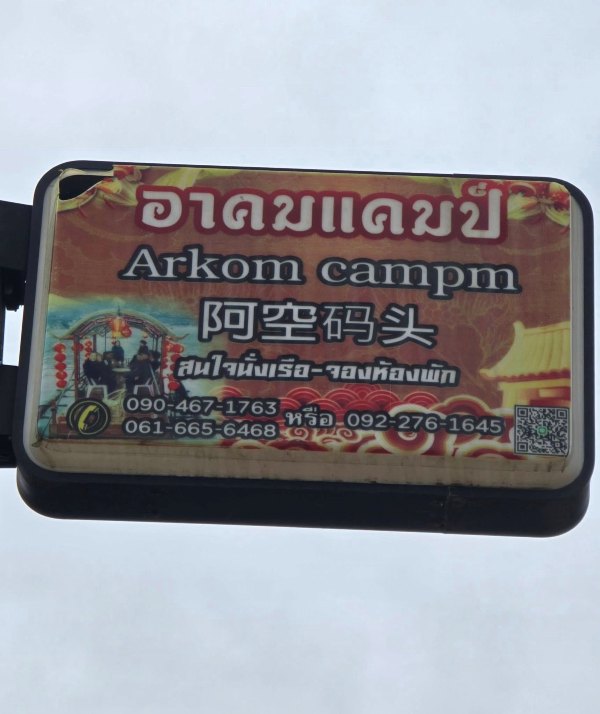 อาคมแคมป์
Arkom campm
阿空码头
สนใจนั่งเรือ-จองห้องพัก
090-467-1763
061-665-6468
หรือ 092-276-1645